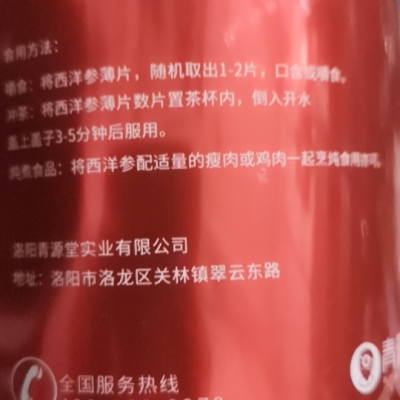 食用方法：
嚼食：将西洋参薄片，随机取出1-2片，口含或嚼食。
冲茶：将西洋参薄片数片置茶杯内，倒入开水
盖上盖子3-5分钟后服用。
炖煮食品：将西洋参配适量的瘦肉或鸡肉一起烹炖食用亦可。
洛阳青源堂实业有限公司
地址：洛阳市洛龙区关林镇翠云东路
全国服务热线
青